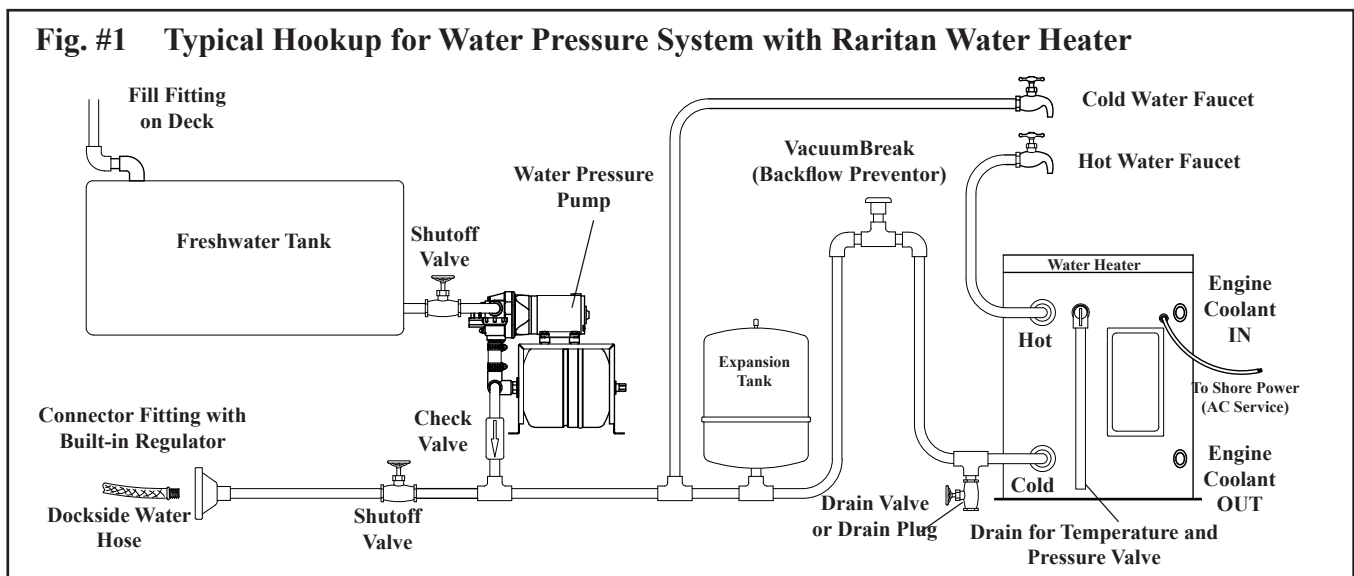 Fig. #1 Typical Hookup for Water Pressure System with Raritan Water Heater
Fill Fitting
on Deck
Cold Water Faucet
VacuumBreak
(Backflow Preventor)
Hot Water Faucet
Water Pressure
Pump
Freshwater Tank
Shutoff
Valve
Water Heater
Engine
Coolant
IN
Hot
Expansion
Tank
To Shore Power
(AC Service)
Connector Fitting with
Built-in Regulator
Check
Valve
Engine
Coolant
OUT
Cold
Dockside Water
Hose
Shutoff
Valve
Drain Valve
or Drain Plug
Drain for Temperature and
Pressure Valve